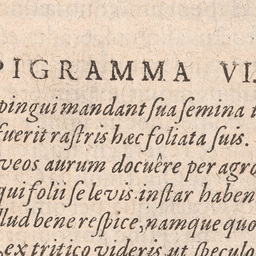 PIGRAMMA VI.
pingui mandant ſua ſemina t
fuerit raſtris hæc foliata ſuis.
veos aurum docuêre per agro
qui folii ſe levis inſtar haben
llud bene reſpice, namque quo
, ex tritico videris, ut ſpeculo